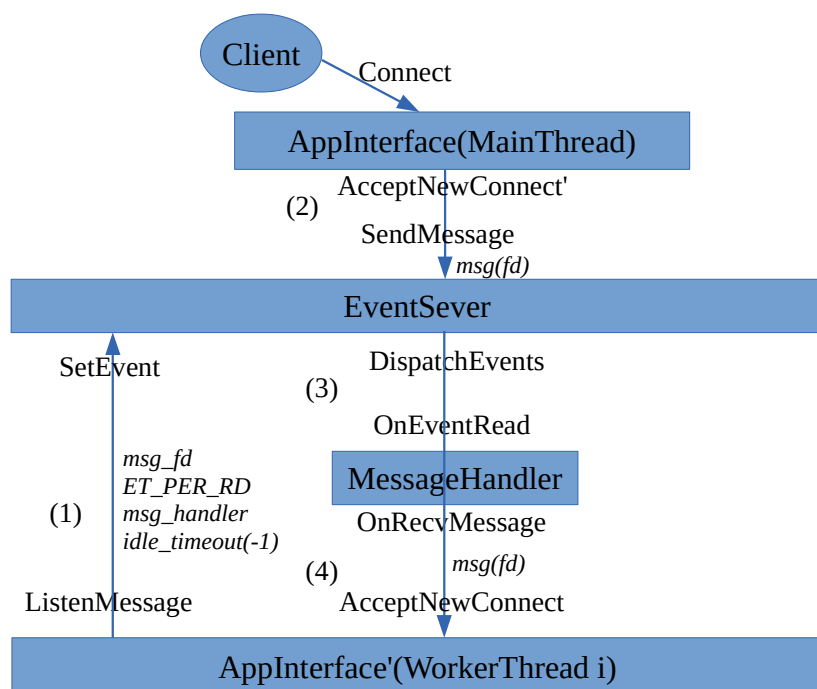 Client
Connect
AppInterface(MainThread)
AcceptNewConnect'
(2)
SendMessage
msg(fd)
EventSever
SetEvent
DispatchEvents
(3)
OnEventRead
msg_fd
ET_PER_RD
msg_handler
idle_timeout(-1)
(1)
MessageHandler
OnRecvMessage
msg(fd)
(4)
ListenMessage
AcceptNewConnect
AppInterface'(WorkerThread i)